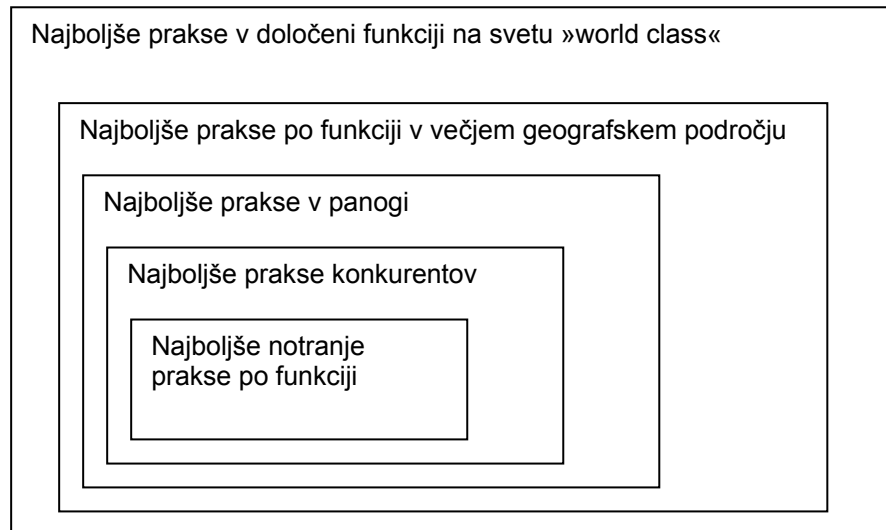 Najboljše prakse v določeni funkciji na svetu »world class«
Najboljše prakse po funkciji v večjem geografskem področju
Najboljše prakse v panogi
Najboljše prakse konkurentov
Najboljše notranje
prakse po funkciji